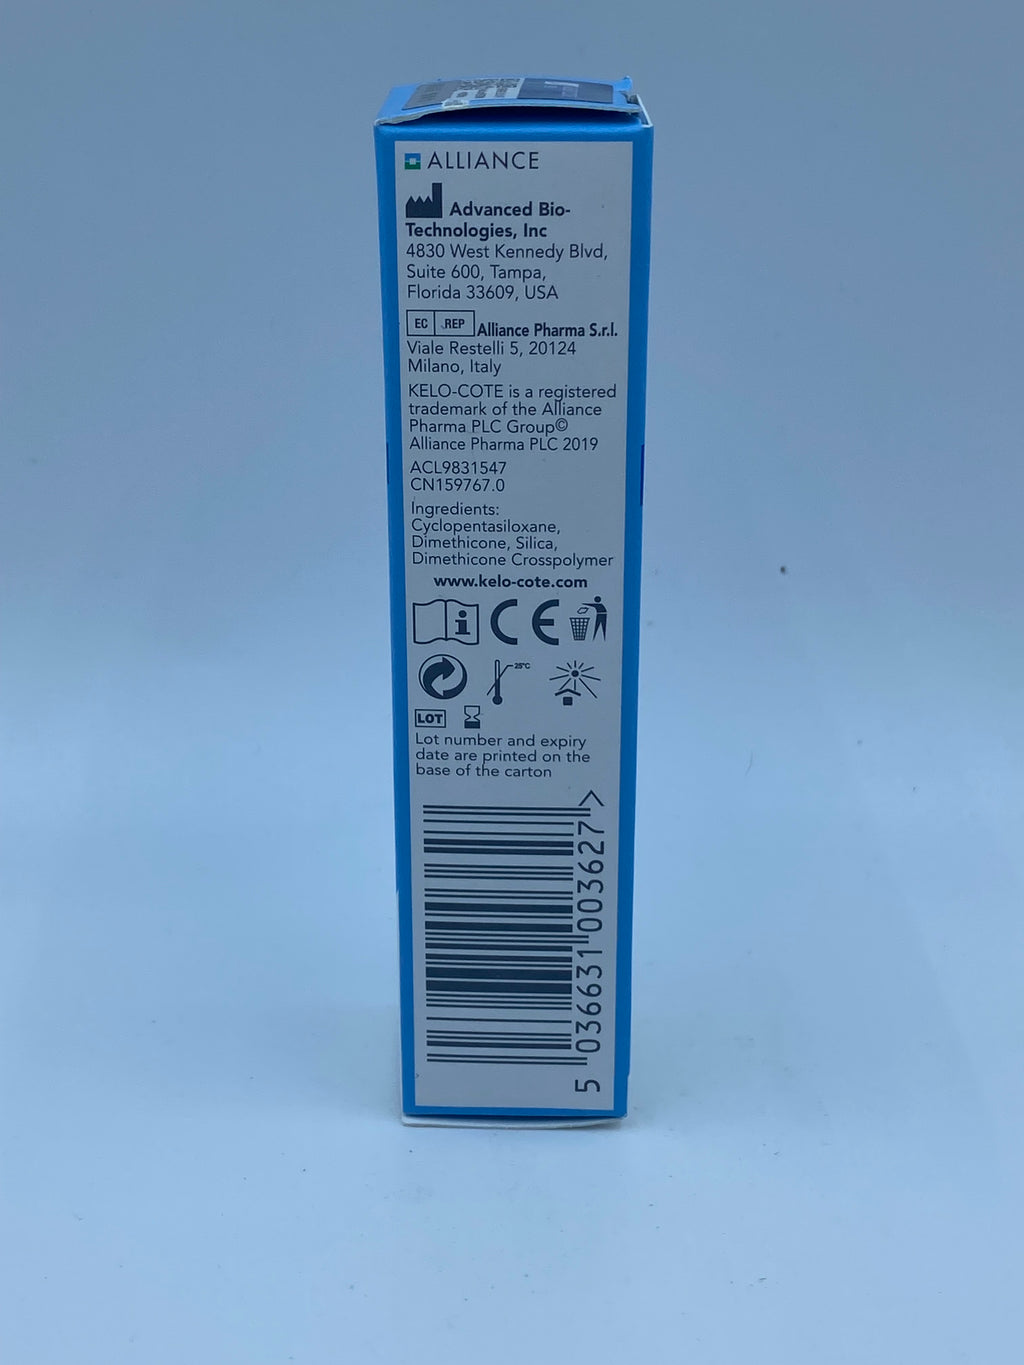 ALLIANCE
Advanced Bio-
Technologies, Inc
4830 West Kennedy Blvd,
Suite 600, Tampa,
Florida 33609, USA
EC REP Alliance Pharma S.r.l.
Viale Restelli 5, 20124
Milano, Italy
KELO-COTE is a registered
trademark of the Alliance
Pharma PLC Group©
Alliance Pharma PLC 2019
ACL9831547
CN159767.0
Ingredients:
Cyclopentasiloxane,
Dimethicone, Silica,
Dimethicone Crosspolymer
www.kelo-cote.com
CE
25°C
LOT
Lot number and expiry
date are printed on the
base of the carton
5 036631 003627 >